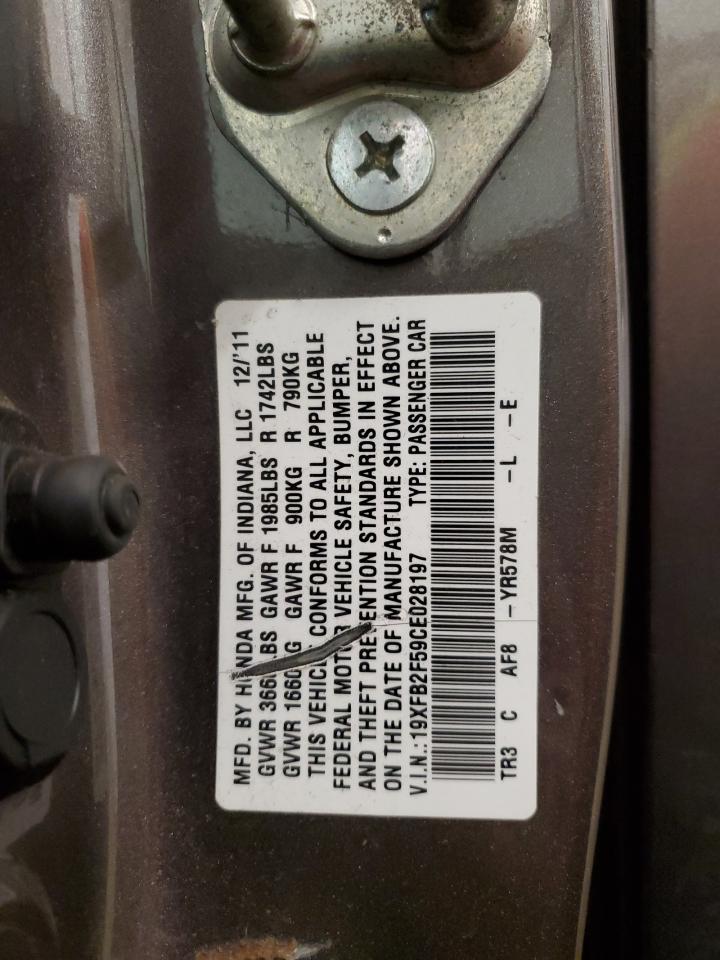 MFD. BY HONDA MFG. OF INDIANA, LLC 12/'11
GVWR LBS GAWR F 1985LBS R 1742LBS
GVWR 1660KG GAWR F 900KG R 790KG
THIS VEHICLE CONFORMS TO ALL APPLICABLE
FEDERAL MOTOR VEHICLE SAFETY, BUMPER,
AND THEFT PREVENTION STANDARDS IN EFFECT
ON THE DATE OF MANUFACTURE SHOWN ABOVE.
V.I.N.: 19XFB2F59CE028197 TYPE: PASSENGER CAR
TR3 C AF8 - YR578M -L -E